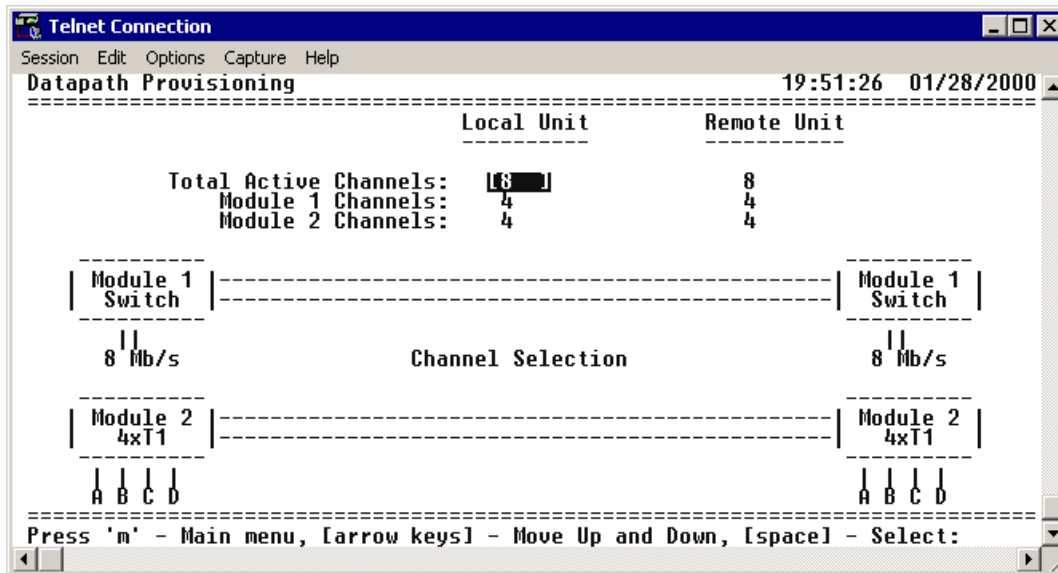 Telnet Connection
Session Edit Options Capture Help
Datapath Provisioning 19:51:26 01/28/2000
Local Unit Remote Unit
Total Active Channels: [8 ] 8
Module 1 Channels: 4 4
Module 2 Channels: 4 4
Module 1 Module 1
Switch Switch
8 Mb/s Channel Selection 8 Mb/s
Module 2 Module 2
4xT1 4xT1
A B C D A B C D
Press 'm' - Main menu, [arrow keys] - Move Up and Down, [space] - Select: